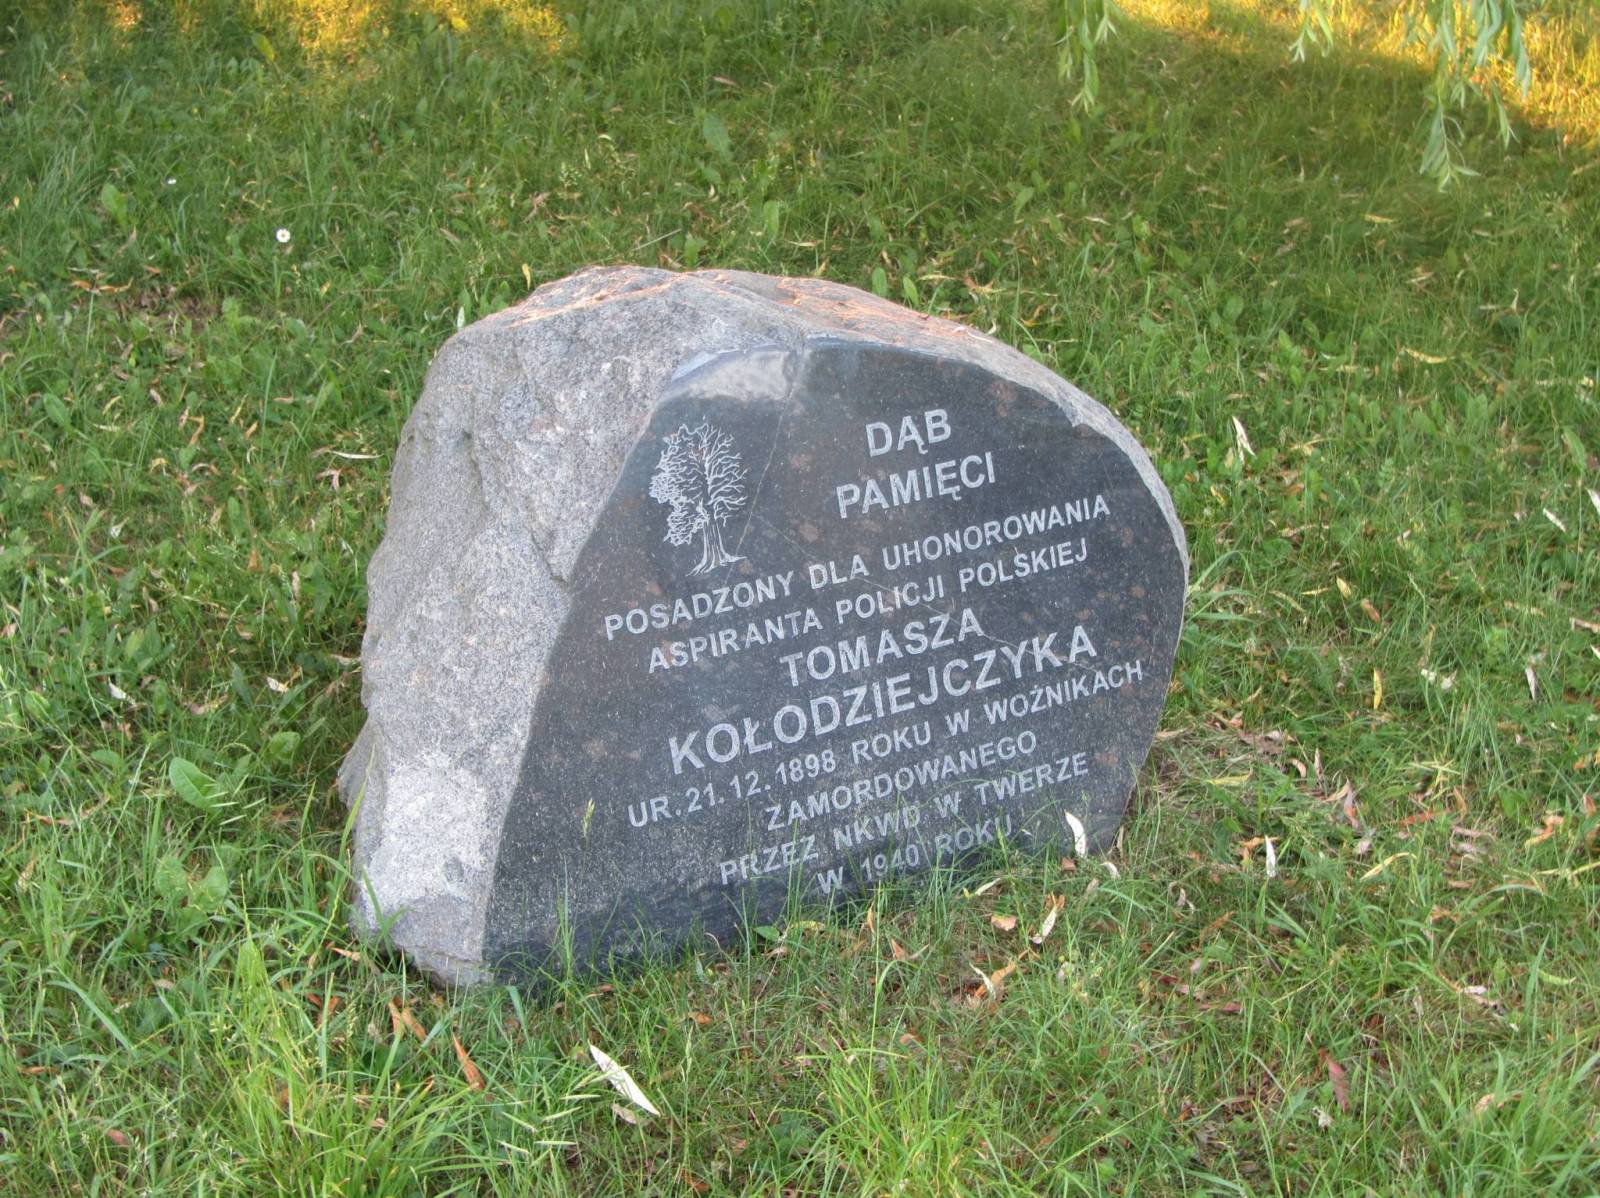 DĄB
PAMIĘCI
POSADZONY DLA UHONOROWANIA
ASPIRANTA POLICJI POLSKIEJ
TOMASZA
KOŁODZIEJCZYKA
UR. 21. 12. 1898 ROKU W WOŹNIKACH
ZAMORDOWANEGO
PRZEZ NKWD W TWERZE
W 1940 ROKU